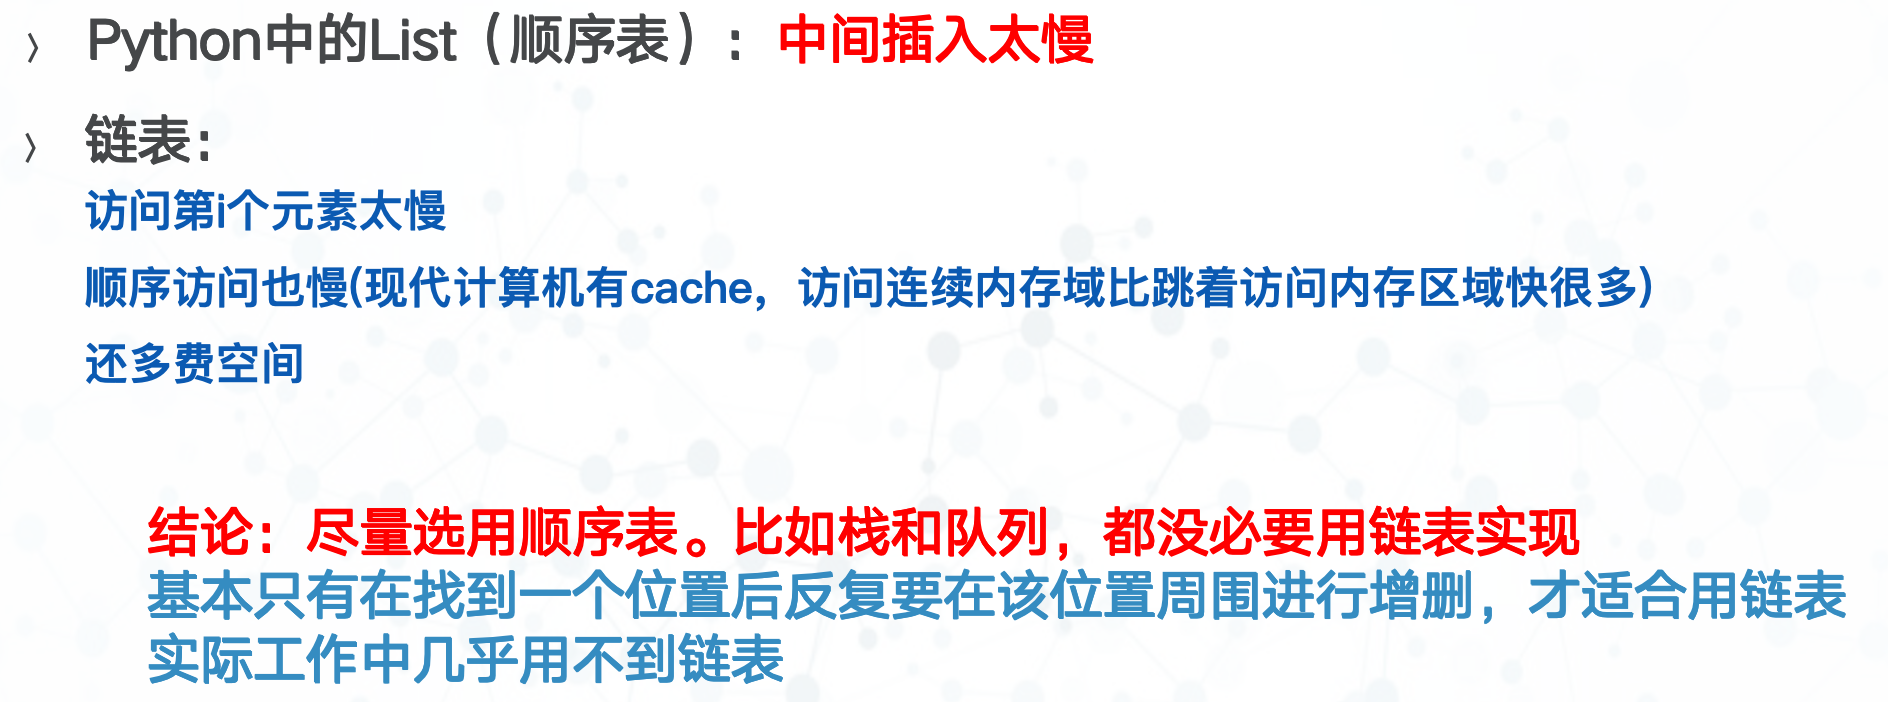 〉 Python中的List（顺序表）：中间插入太慢
〉 链表：
访问第i个元素太慢
顺序访问也慢(现代计算机有cache，访问连续内存域比跳着访问内存区域快很多)
还多费空间
结论：尽量选用顺序表。比如栈和队列，都没必要用链表实现
基本只有在找到一个位置后反复要在该位置周围进行增删，才适合用链表
实际工作中几乎用不到链表